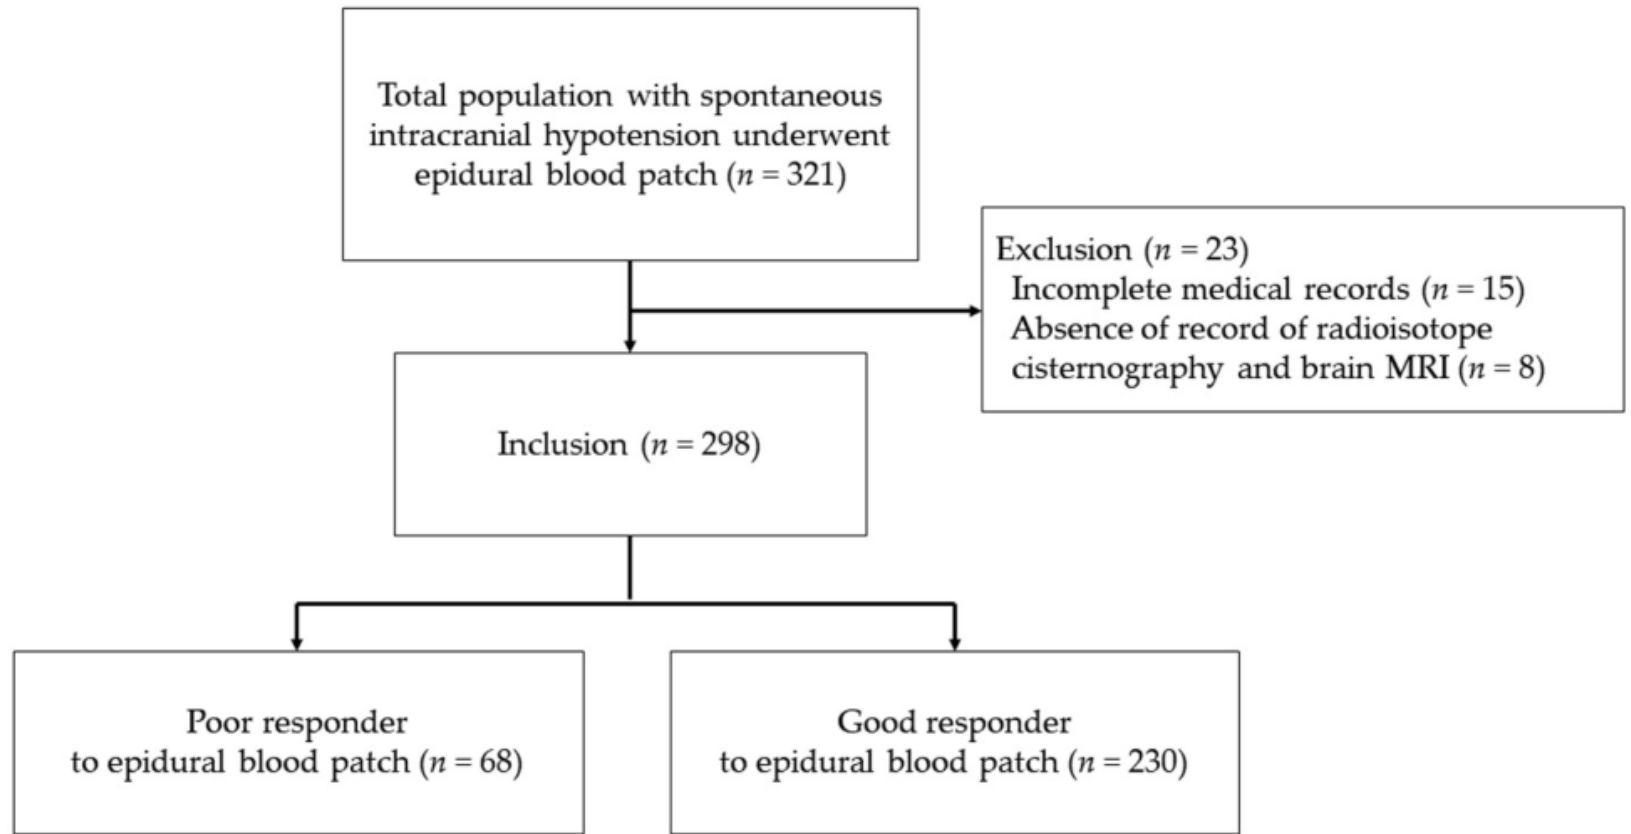 Total population with spontaneous
intracranial hypotension underwent
epidural blood patch (n = 321)
Exclusion (n = 23)
Incomplete medical records (n = 15)
Absence of record of radioisotope
cisternography and brain MRI (n = 8)
Inclusion (n = 298)
Poor responder
to epidural blood patch (n = 68)
Good responder
to epidural blood patch (n = 230)